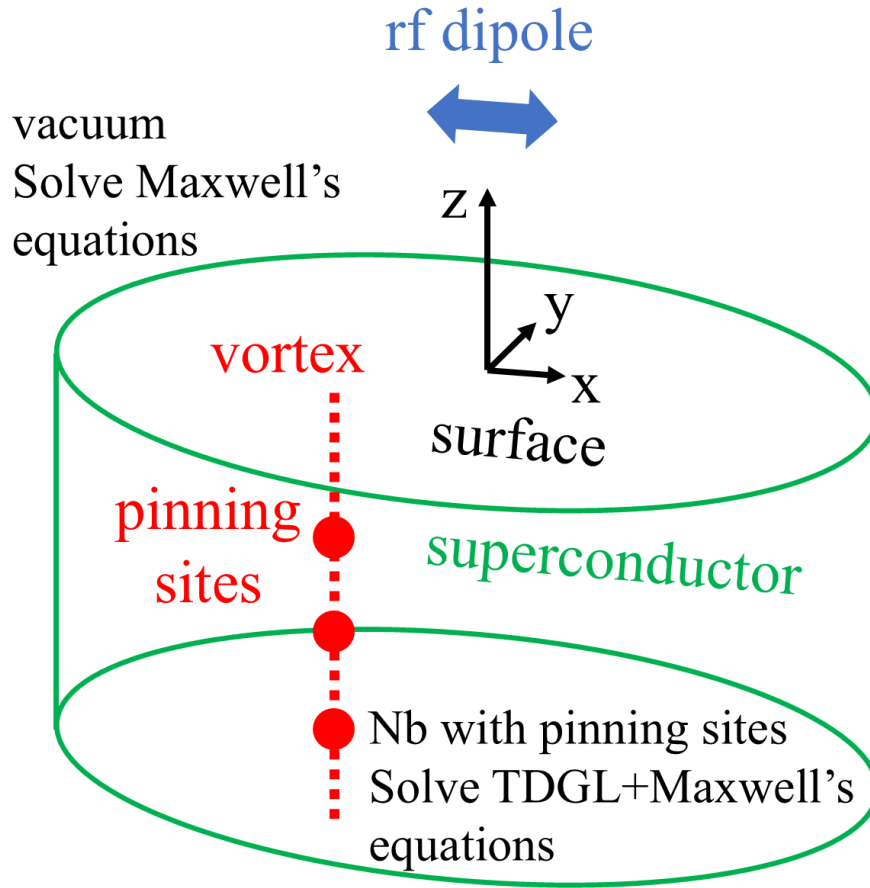 rf dipole
vacuum
Solve Maxwell's
equations
z
y
x
vortex
surface
pinning
sites
superconductor
Nb with pinning sites
Solve TDGL+Maxwell's
equations